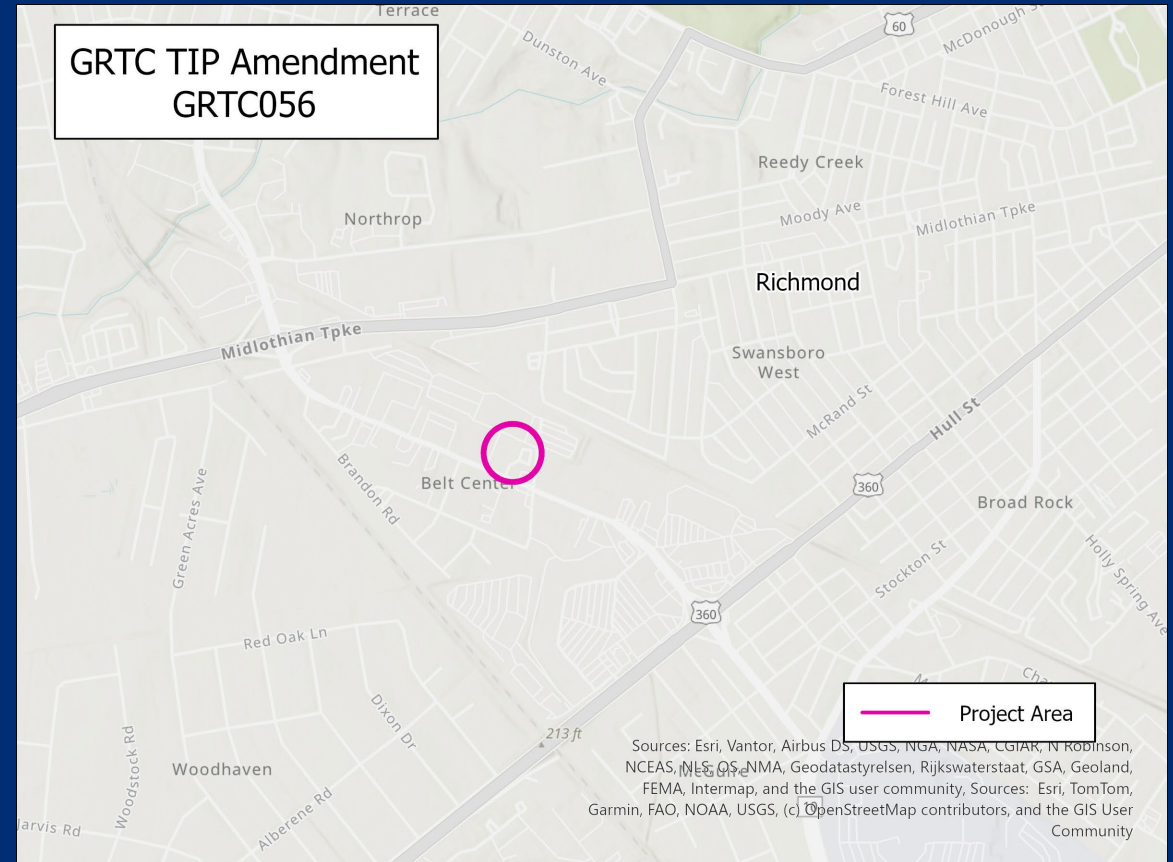 Terrace
GRTC TIP Amendment
GRTC056
60
McDonough S
Dunston Ave
Forest Hill Ave
Reedy Creek
Northrop
Moody Ave
Midlothian Tpke
Richmond
Midlothian Tpke
Swansboro
West
McRand St
Hull St
Brandon Rd
Belt Center
360
Broad Rock
Green Acres Ave
Stockton St
Holly Spring Ave
360
Red Oak Ln
Cha
Project Area
Dixon Dr
213 ft
Woodstock Rd
Woodhaven
McGuire
Alberene Rd
Jarvis Rd
10
Sources: Esri, Vantor, Airbus DS, USGS, NGA, NASA, CGIAR, N Robinson,
NCEAS, NLS, OS, NMA, Geodatastyrelsen, Rijkswaterstaat, GSA, Geoland,
FEMA, Intermap, and the GIS user community, Sources: Esri, TomTom,
Garmin, FAO, NOAA, USGS, (c) OpenStreetMap contributors, and the GIS User
Community